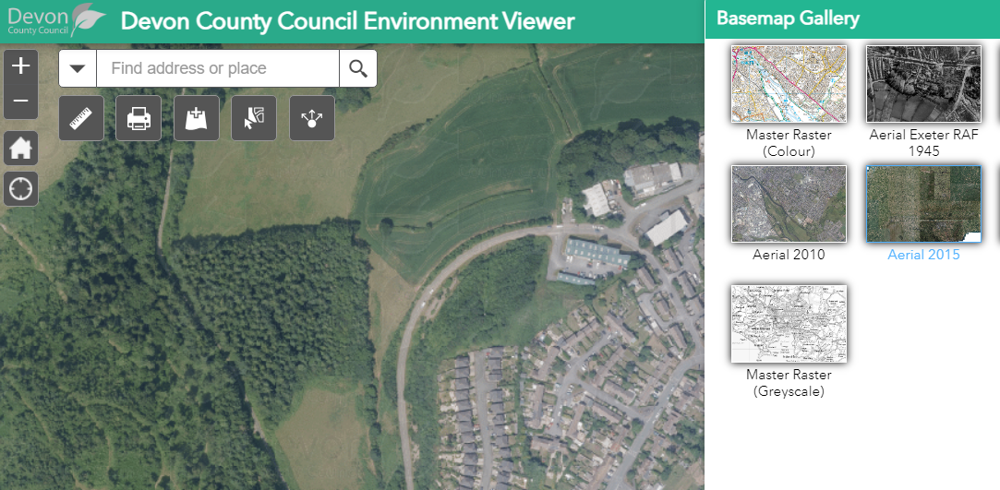 Devon
County Council
Devon County Council Environment Viewer
Find address or place
Basemap Gallery
Master Raster
(Colour)
Aerial Exeter RAF
1945
Aerial 2010
Aerial 2015
Master Raster
(Greyscale)